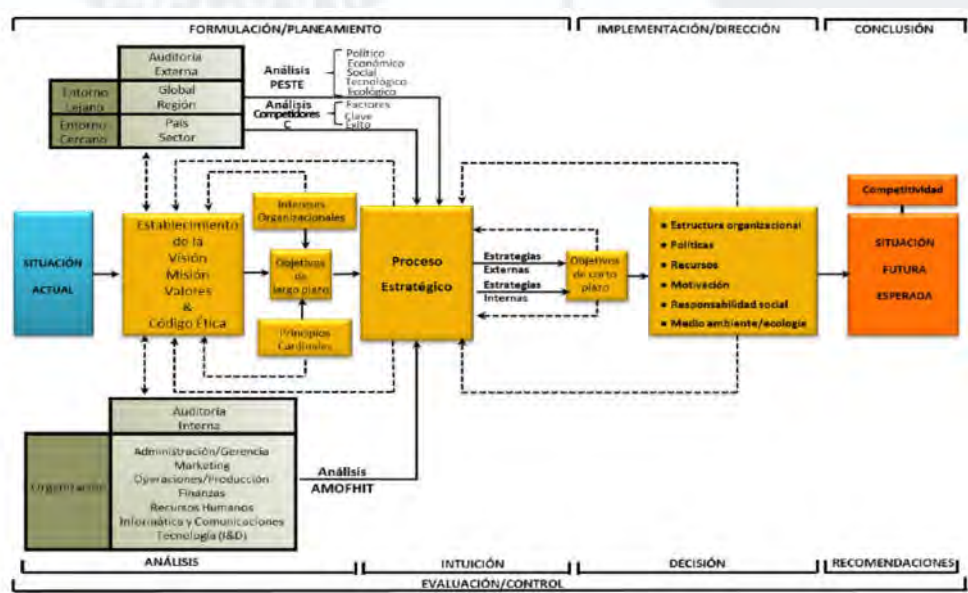 FORMULACIÓN/PLANEAMIENTO
IMPLEMENTACIÓN/DIRECCIÓN
CONCLUSIÓN
Auditoría
Externa
Entorno
Lejano
Global
Región
Entorno
Cercano
País
Sector
Análisis
PESTE
Político
Económico
Social
Tecnológico
Ecológico
Análisis
Competidores
C
Factores
Clave
Éxito
SITUACIÓN
ACTUAL
Establecimiento
de la
Visión
Misión
Valores
&
Código Ética
Intereses
Organizacionales
Objetivos
de
largo plazo
Principios
Cardinales
Proceso
Estratégico
Estrategias
Externas
Estrategias
Internas
Objetivos
de corto
plazo
• Estructura organizacional
• Políticas
• Recursos
• Motivación
• Responsabilidad social
• Medio ambiente/ecología
Competitividad
SITUACIÓN
FUTURA
ESPERADA
Auditoría
Interna
Organización
Administración/Gerencia
Marketing
Operaciones/Producción
Finanzas
Recursos Humanos
Informática y Comunicaciones
Tecnología (I&D)
Análisis
AMOFHIT
ANÁLISIS
INTUICIÓN
DECISIÓN
RECOMENDACIONES
EVALUACIÓN/CONTROL